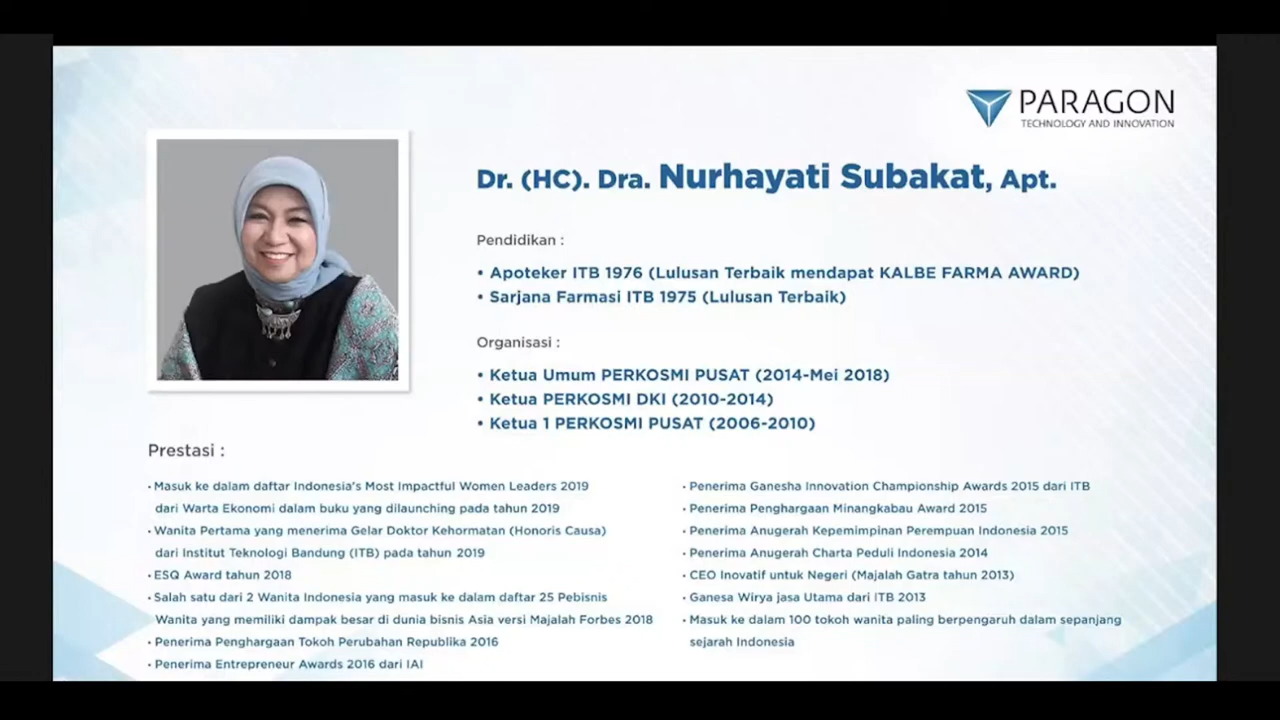 PARAGON
TECHNOLOGY AND INNOVATION
Dr. (HC). Dra. Nurhayati Subakat, Apt.
Pendidikan :
• Apoteker ITB 1976 (Lulusan Terbaik mendapat KALBE FARMA AWARD)
• Sarjana Farmasi ITB 1975 (Lulusan Terbaik)
Organisasi :
• Ketua Umum PERKOSMI PUSAT (2014-Mei 2018)
• Ketua PERKOSMI DKI (2010-2014)
• Ketua 1 PERKOSMI PUSAT (2006-2010)
Prestasi :
• Masuk ke dalam daftar Indonesia's Most Impactful Women Leaders 2019
dari Warta Ekonomi dalam buku yang dilaunching pada tahun 2019
• Wanita Pertama yang menerima Gelar Doktor Kehormatan (Honoris Causa)
dari Institut Teknologi Bandung (ITB) pada tahun 2019
• ESQ Award tahun 2018
• Salah satu dari 2 Wanita Indonesia yang masuk ke dalam daftar 25 Pebisnis
Wanita yang memiliki dampak besar di dunia bisnis Asia versi Majalah Forbes 2018
• Penerima Penghargaan Tokoh Perubahan Republika 2016
• Penerima Entrepreneur Awards 2016 dari IAI
• Penerima Ganesha Innovation Championship Awards 2015 dari ITB
• Penerima Penghargaan Minangkabau Award 2015
• Penerima Anugerah Kepemimpinan Perempuan Indonesia 2015
• Penerima Anugerah Charta Peduli Indonesia 2014
• CEO Inovatif untuk Negeri (Majalah Gatra tahun 2013)
• Ganesa Wirya jasa Utama dari ITB 2013
• Masuk ke dalam 100 tokoh wanita paling berpengaruh dalam sepanjang
sejarah Indonesia